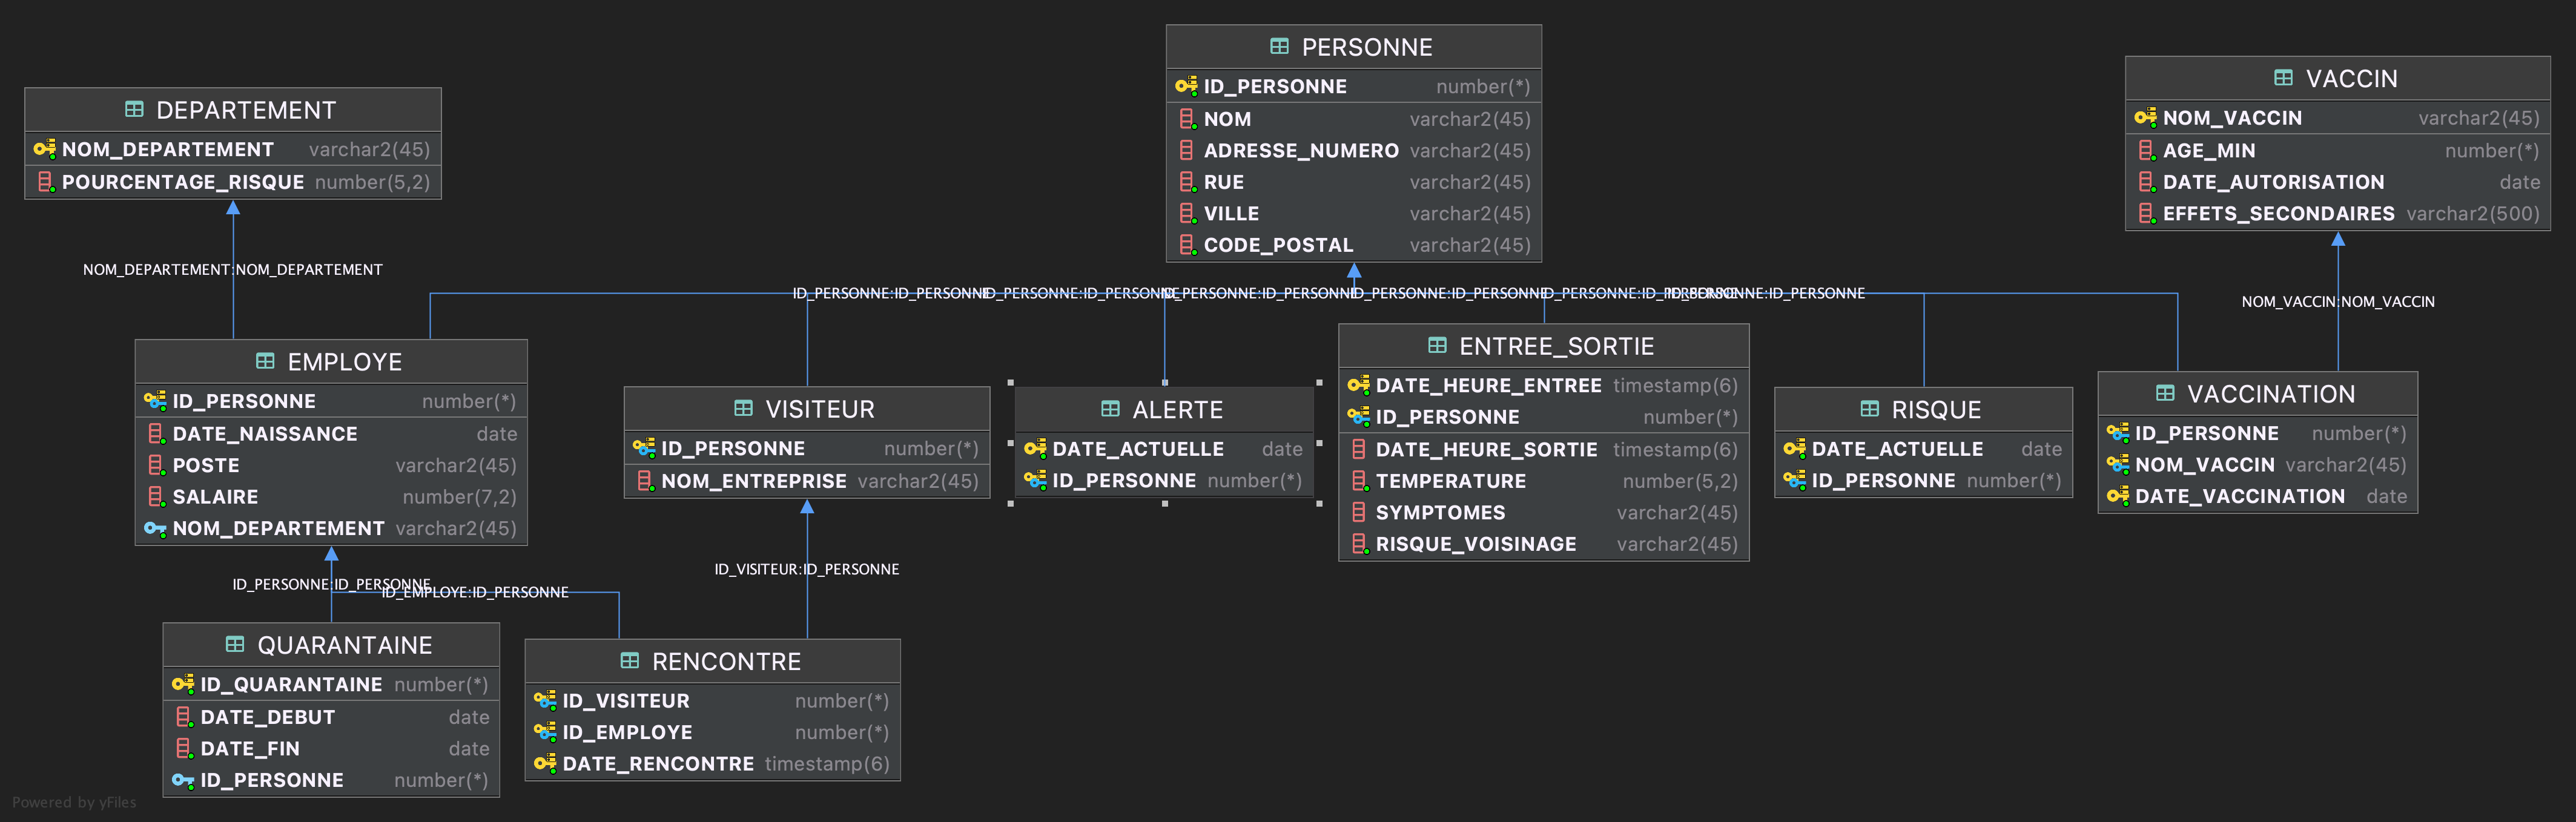 DEPARTEMENT
NOM_DEPARTEMENT varchar2(45)
POURCENTAGE_RISQUE number(5,2)
PERSONNE
ID_PERSONNE number(*)
NOM varchar2(45)
ADRESSE_NUMERO varchar2(45)
RUE varchar2(45)
VILLE varchar2(45)
CODE_POSTAL varchar2(45)
VACCIN
NOM_VACCIN varchar2(45)
AGE_MIN number(*)
DATE_AUTORISATION date
EFFETS_SECONDAIRES varchar2(500)
NOM_DEPARTEMENT:NOM_DEPARTEMENT
ID_PERSONNE:ID_PERSONNE
ID_PERSONNE:ID_PERSONNE
ID_PERSONNE:ID_PERSONNE
ID_PERSONNE:ID_PERSONNE
ID_PERSONNE:ID_PERSONNE
ID_PERSONNE:ID_PERSONNE
NOM_VACCIN:NOM_VACCIN
EMPLOYE
ID_PERSONNE number(*)
DATE_NAISSANCE date
POSTE varchar2(45)
SALAIRE number(7,2)
NOM_DEPARTEMENT varchar2(45)
VISITEUR
ID_PERSONNE number(*)
NOM_ENTREPRISE varchar2(45)
ALERTE
DATE_ACTUELLE date
ID_PERSONNE number(*)
ENTREE_SORTIE
DATE_HEURE_ENTREE timestamp(6)
ID_PERSONNE number(*)
DATE_HEURE_SORTIE timestamp(6)
TEMPERATURE number(5,2)
SYMPTOMES varchar2(45)
RISQUE_VOISINAGE varchar2(45)
RISQUE
DATE_ACTUELLE date
ID_PERSONNE number(*)
VACCINATION
ID_PERSONNE number(*)
NOM_VACCIN varchar2(45)
DATE_VACCINATION date
ID_PERSONNE:ID_PERSONNE
ID_EMPLOYE:ID_PERSONNE
ID_VISITEUR:ID_PERSONNE
QUARANTAINE
ID_QUARANTAINE number(*)
DATE_DEBUT date
DATE_FIN date
ID_PERSONNE number(*)
RENCONTRE
ID_VISITEUR number(*)
ID_EMPLOYE number(*)
DATE_RENCONTRE timestamp(6)
Powered by yFiles